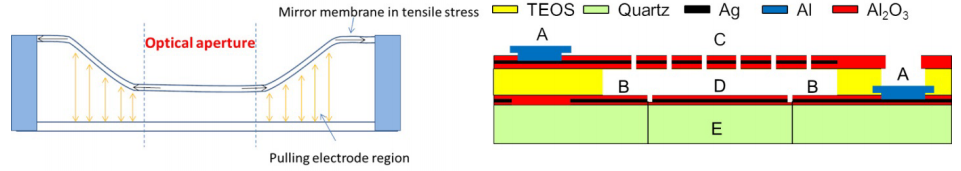 Mirror membrane in tensile stress
Optical aperture
Pulling electrode region
TEOS Quartz Ag Al Al₂O₃
A C
A
B D B
E